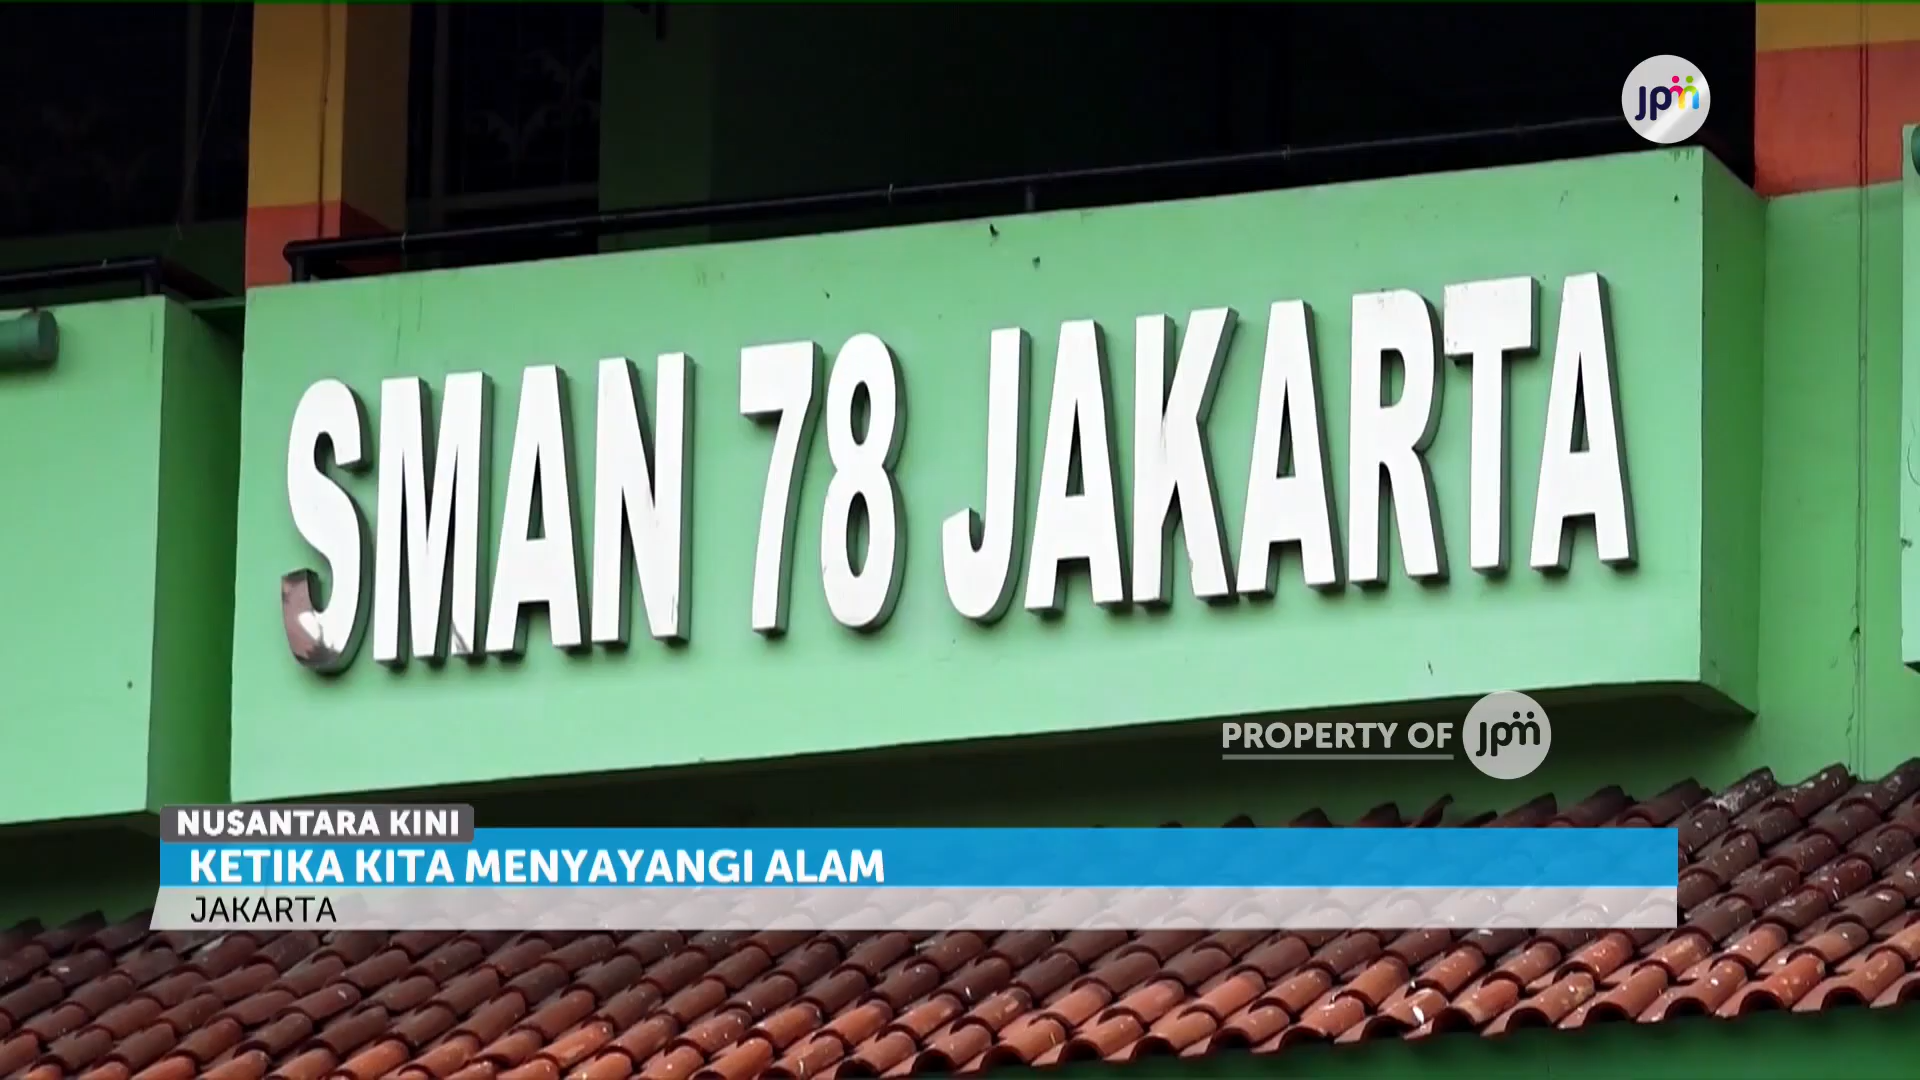 jpm
SMAN 78 JAKARTA
PROPERTY OF jpm
NUSANTARA KINI
KETIKA KITA MENYAYANGI ALAM
JAKARTA